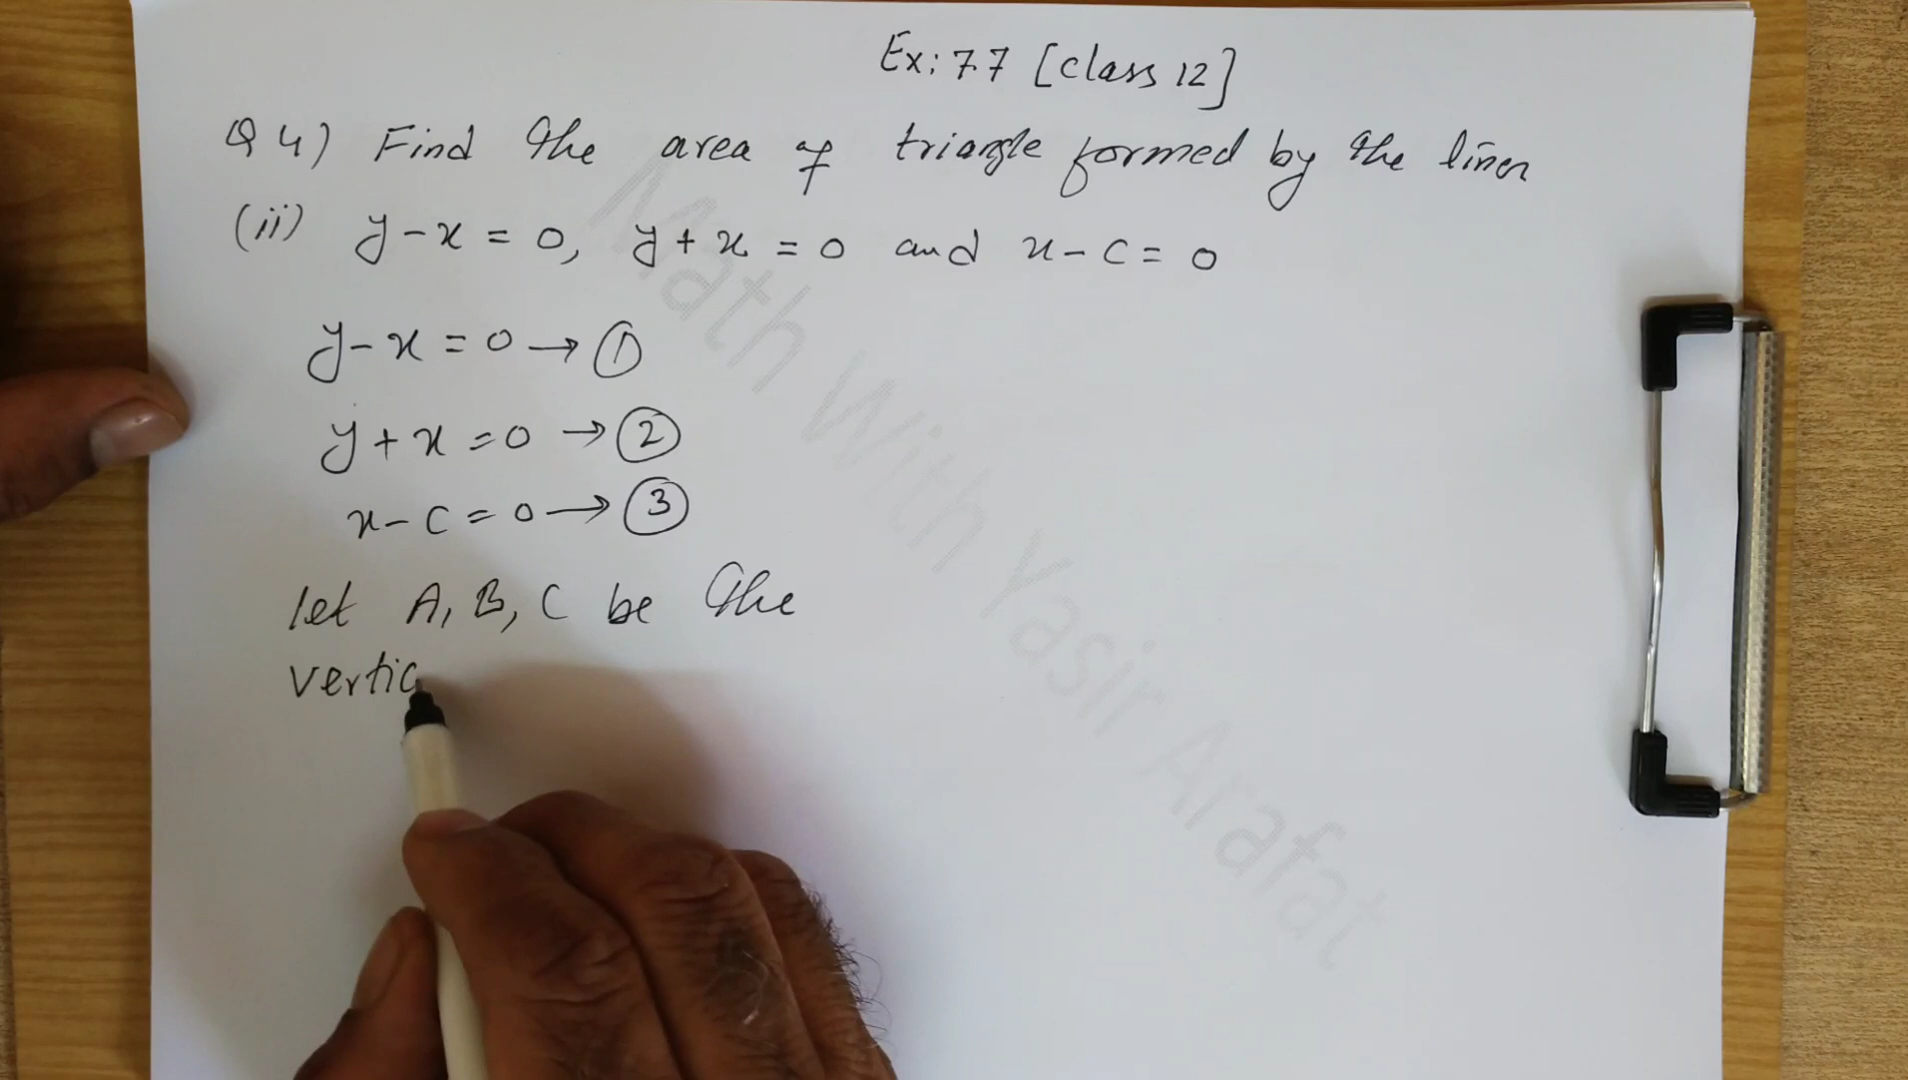 Ex: 7.7 [class 12]
Q 4) Find the area of triangle formed by the lines
(ii) y - x = 0, y + x = 0 and x - c = 0
y - x = 0 → ①
y + x = 0 → ②
x - c = 0 → ③
let A, B, C be the
vertic
Math With Yasir Arafat